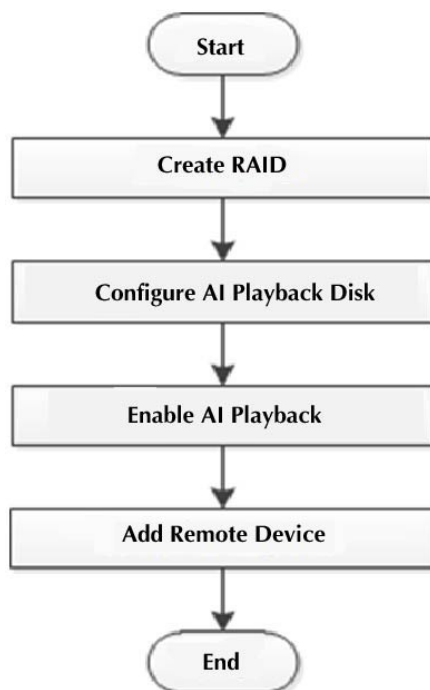 Start
Create RAID
Configure AI Playback Disk
Enable AI Playback
Add Remote Device
End